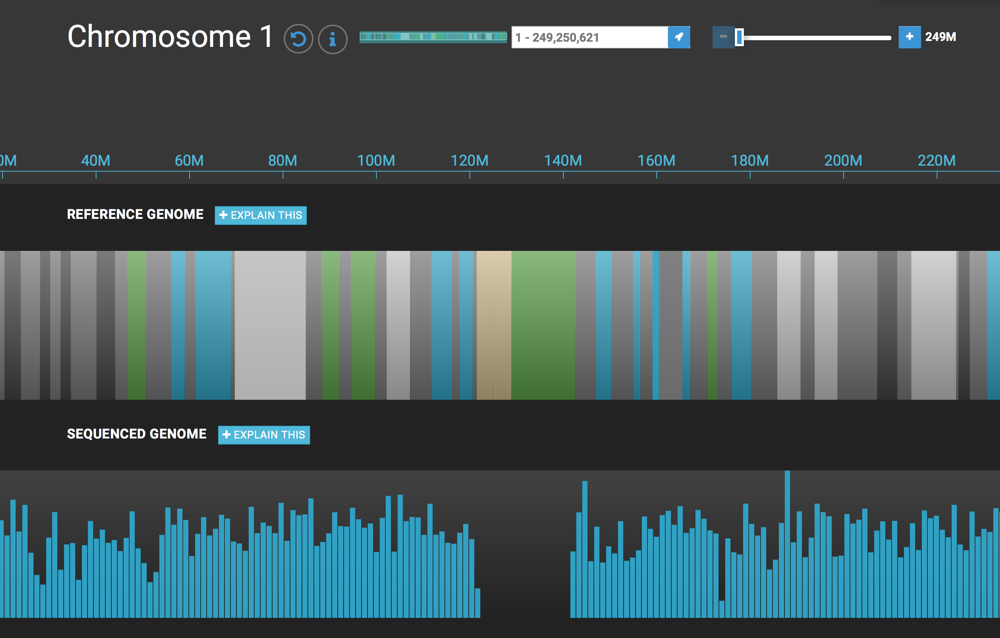 Chromosome 1
1 - 249,250,621
249M
0M 40M 60M 80M 100M 120M 140M 160M 180M 200M 220M
REFERENCE GENOME
EXPLAIN THIS
SEQUENCED GENOME
EXPLAIN THIS